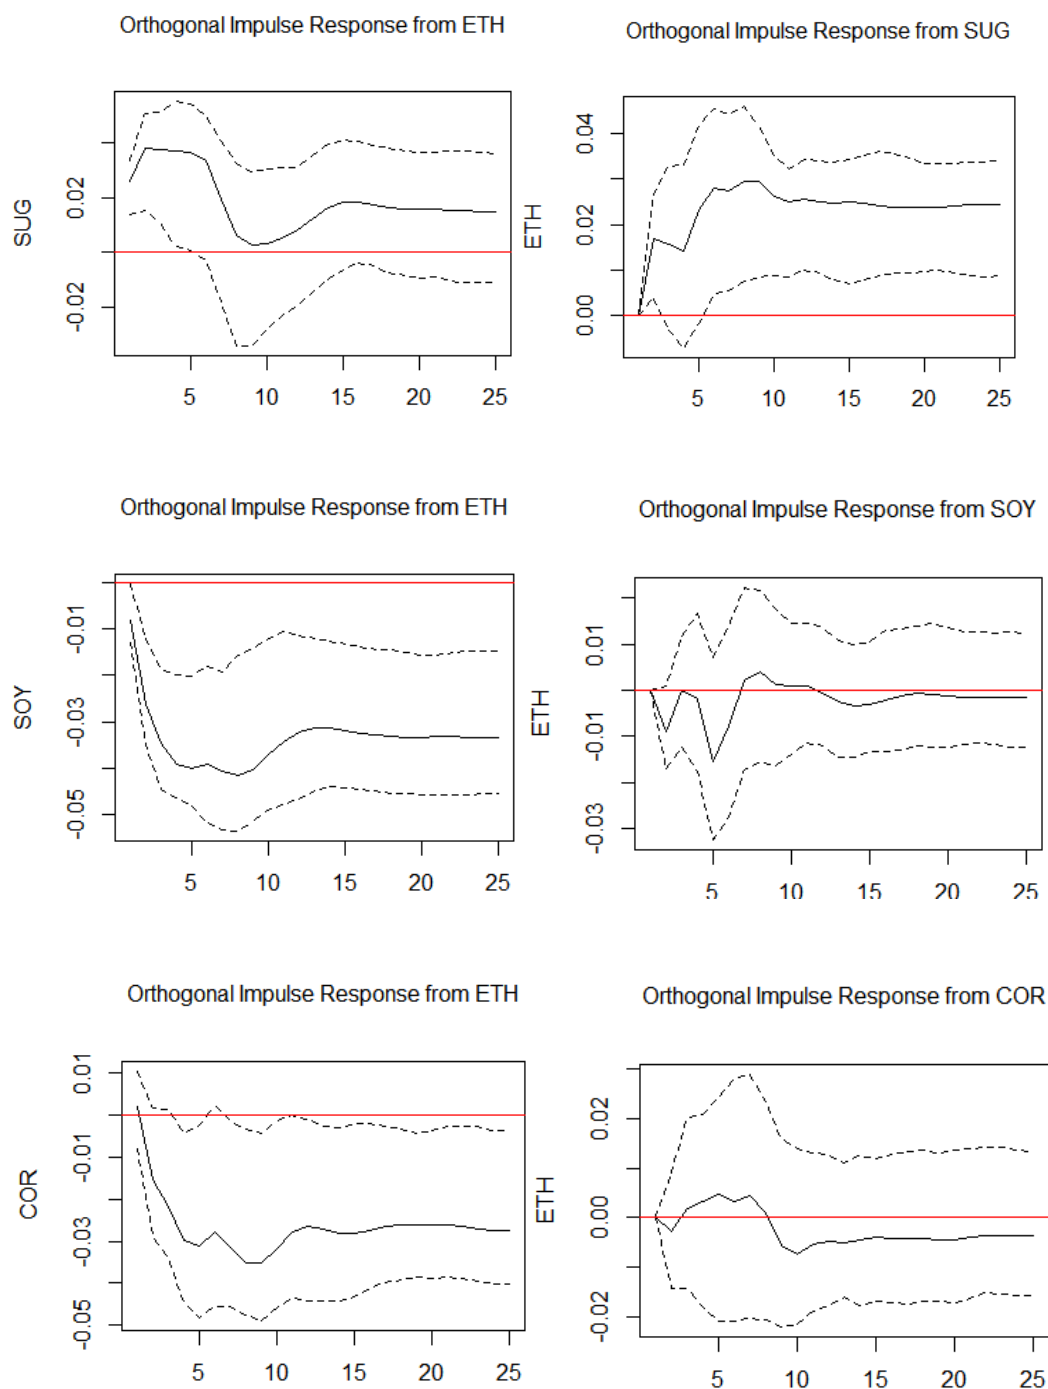 Orthogonal Impulse Response from ETH
SUG
0.02
-0.02
5 10 15 20 25
Orthogonal Impulse Response from SUG
ETH
0.04
0.02
0.00
5 10 15 20 25
Orthogonal Impulse Response from ETH
SOY
-0.01
-0.03
-0.05
5 10 15 20 25
Orthogonal Impulse Response from SOY
ETH
0.01
-0.01
-0.03
5 10 15 20 25
Orthogonal Impulse Response from ETH
COR
0.01
-0.01
-0.03
-0.05
5 10 15 20 25
Orthogonal Impulse Response from COR
ETH
0.02
0.00
-0.02
5 10 15 20 25